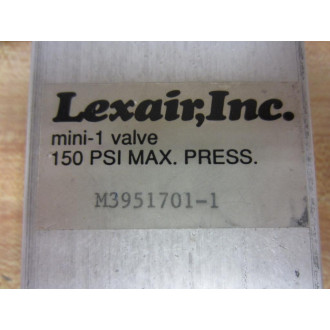 Lexair,Inc.
mini-1 valve
150 PSI MAX. PRESS.
M3951701-1